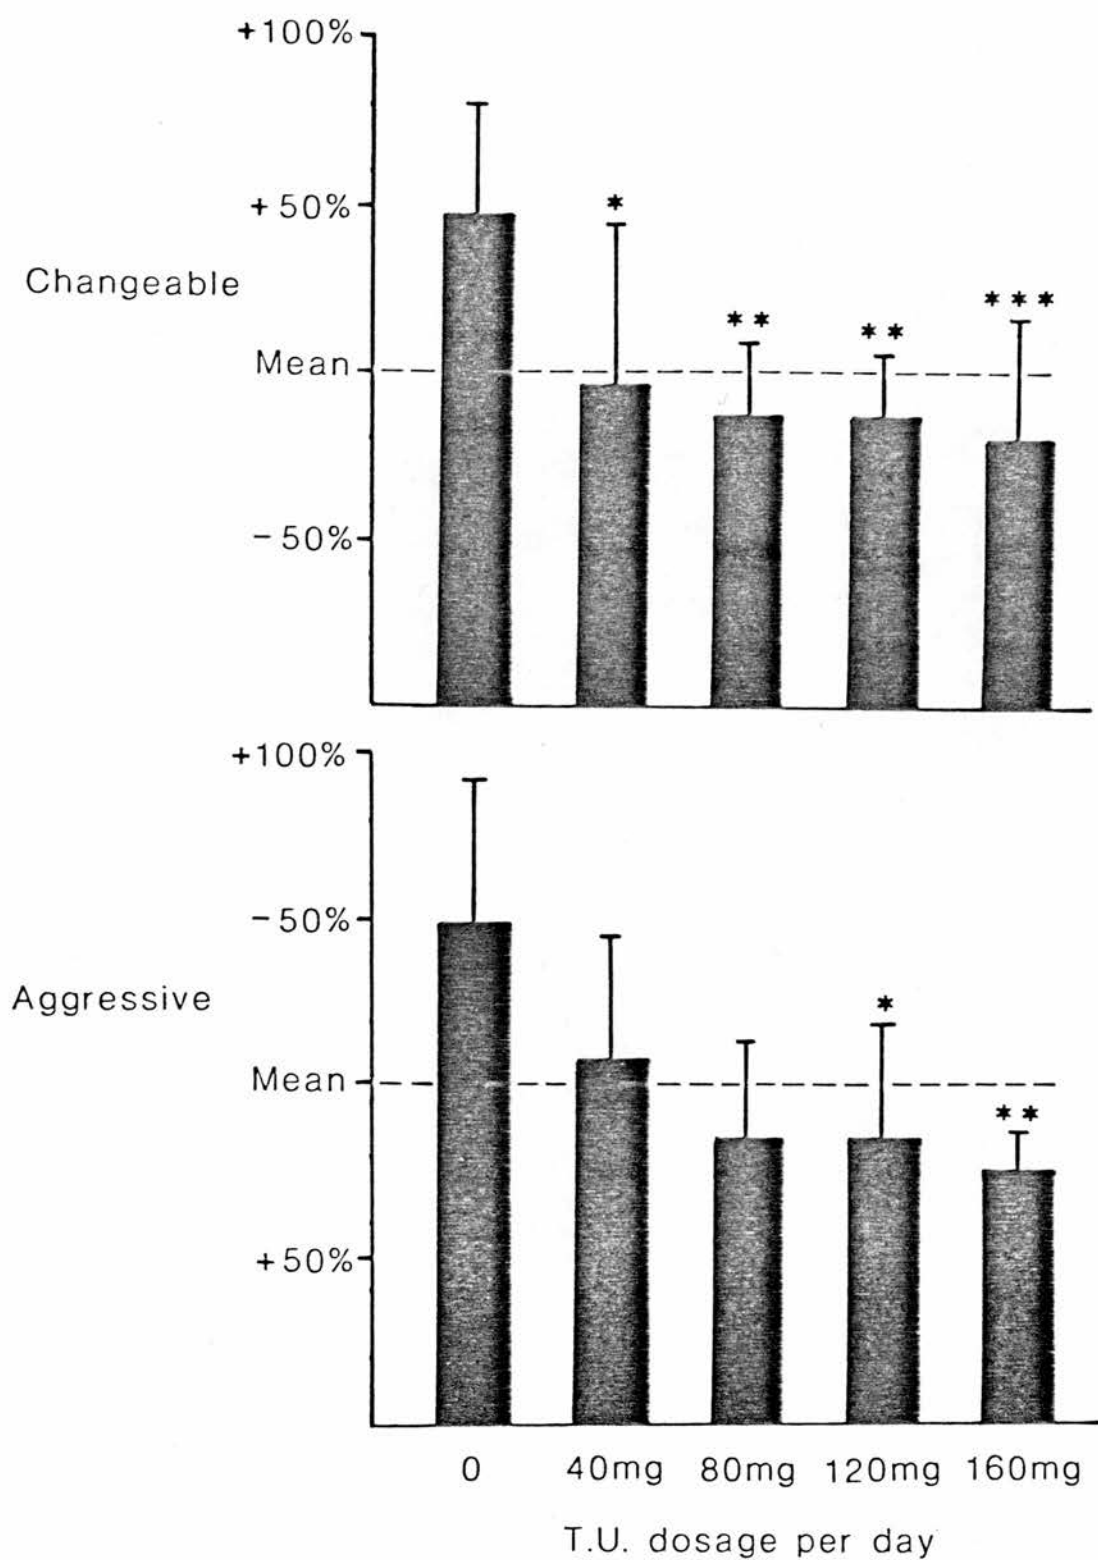 +100%
+50%
*
Changeable
* *
* *
* * *
Mean
-50%
+100%
-50%
Aggressive
*
Mean
* *
+50%
0 40mg 80mg 120mg 160mg
T.U. dosage per day